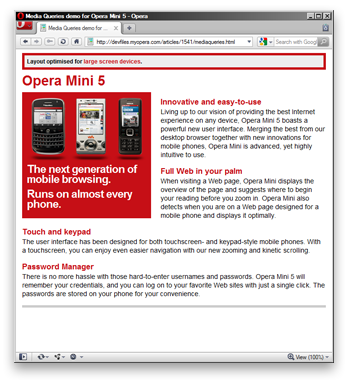 Media Queries demo for Opera Mini 5 - Opera
Media Queries demo for O...
http://devfiles.myopera.com/articles/1541/mediaqueries.html
Search with Goog
Layout optimised for large screen devices.
Opera Mini 5
The next generation of
mobile browsing.
Runs on almost every
phone.
Innovative and easy-to-use
Living up to our vision of providing the best Internet
experience on any device, Opera Mini 5 boasts a
powerful new user interface. Merging the best from our
desktop browser together with new innovations for
mobile phones, Opera Mini is advanced, yet highly
intuitive to use.
Full Web in your palm
When visiting a Web page, Opera Mini displays the
overview of the page and suggests where to begin
your reading before you zoom in. Opera Mini also
detects when you are on a Web page designed for a
mobile phone and displays it optimally.
Touch and keypad
The user interface has been designed for both touchscreen- and keypad-style mobile phones. With
a touchscreen, you can enjoy even easier navigation with our new zooming and kinetic scrolling.
Password Manager
There is no more hassle with those hard-to-enter usernames and passwords. Opera Mini 5 will
remember your credentials, and you can log on to your favorite Web sites with just a single click. The
passwords are stored on your phone for your convenience.
View (100%)